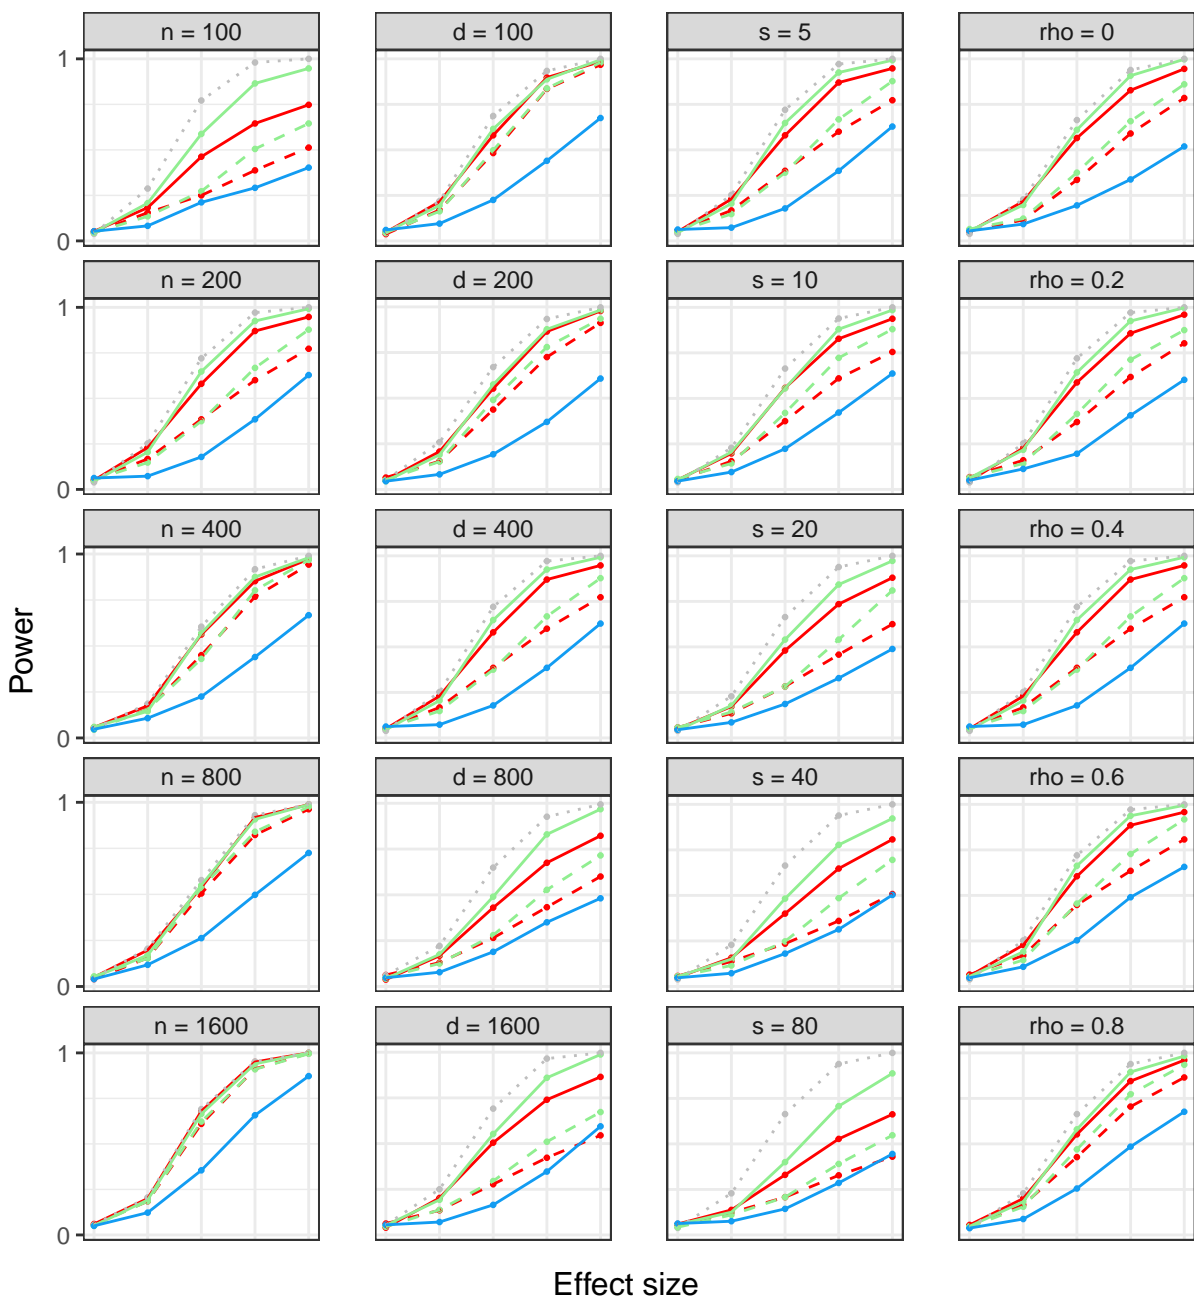 n = 100
d = 100
s = 5
rho = 0
1
0
n = 200
d = 200
s = 10
rho = 0.2
1
0
n = 400
d = 400
s = 20
rho = 0.4
1
0
n = 800
d = 800
s = 40
rho = 0.6
1
0
n = 1600
d = 1600
s = 80
rho = 0.8
1
0
Power
Effect size